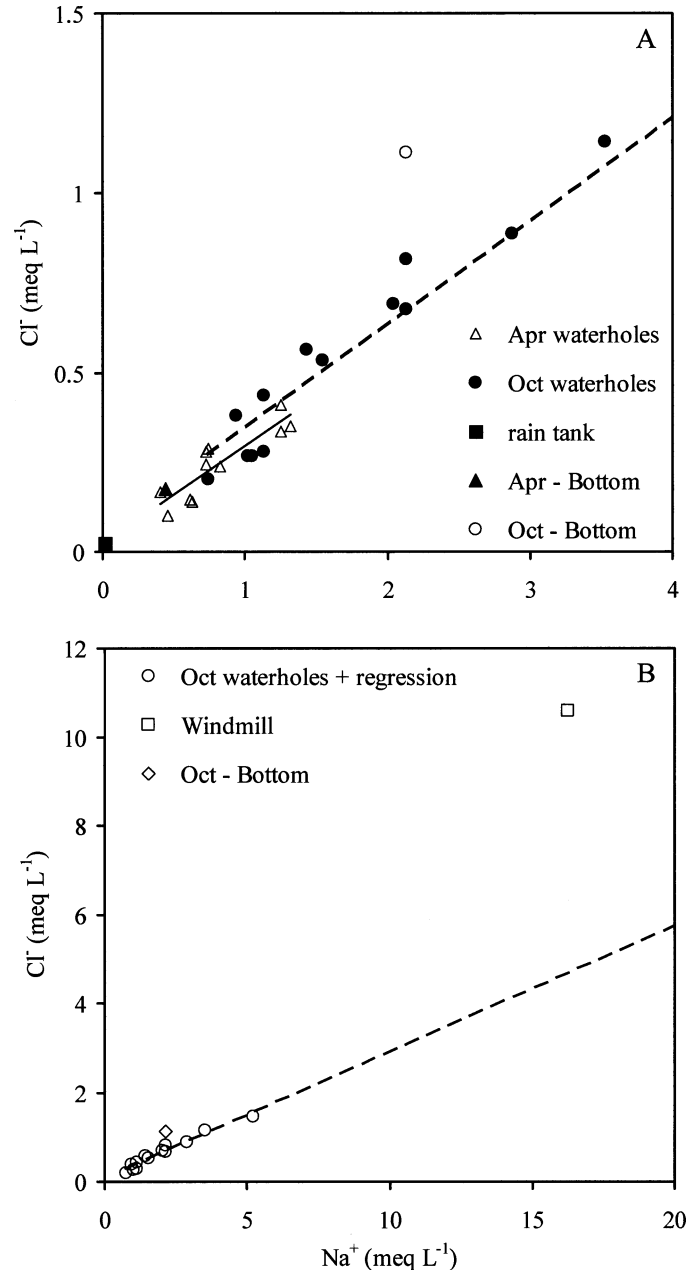 A
1.5
1
0.5
0
Cl⁻ (meq L⁻¹)
Apr waterholes
Oct waterholes
rain tank
Apr - Bottom
Oct - Bottom
0 1 2 3 4
B
12
10
8
6
4
2
0
Cl⁻ (meq L⁻¹)
Oct waterholes + regression
Windmill
Oct - Bottom
0 5 10 15 20
Na⁺ (meq L⁻¹)